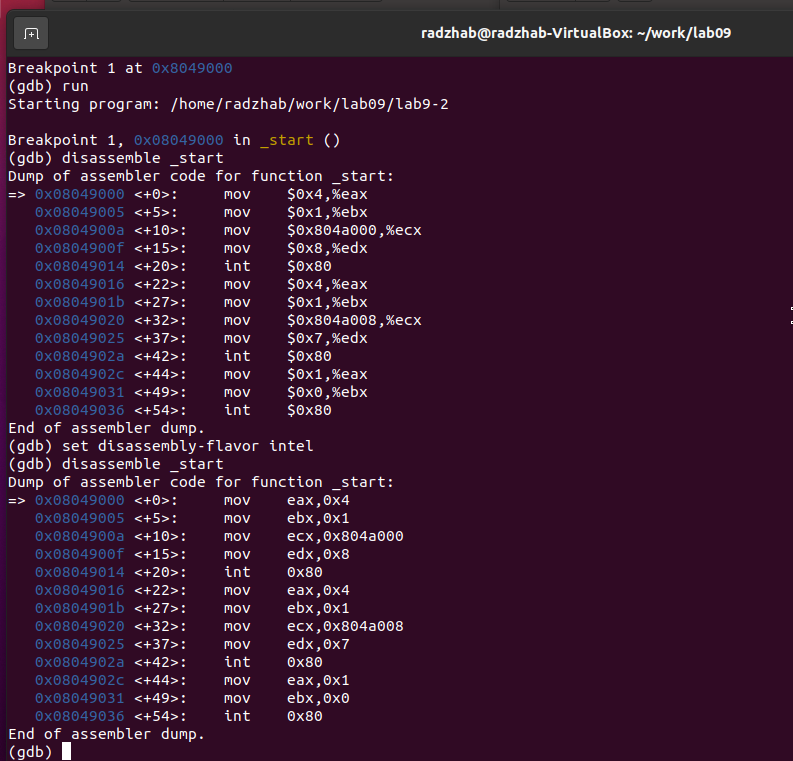 radzhab@radzhab-VirtualBox: ~/work/lab09
Breakpoint 1 at 0x8049000
(gdb) run
Starting program: /home/radzhab/work/lab09/lab9-2

Breakpoint 1, 0x08049000 in _start ()
(gdb) disassemble _start
Dump of assembler code for function _start:
=> 0x08049000 <+0>:     mov    $0x4,%eax
   0x08049005 <+5>:     mov    $0x1,%ebx
   0x0804900a <+10>:    mov    $0x804a000,%ecx
   0x0804900f <+15>:    mov    $0x8,%edx
   0x08049014 <+20>:    int    $0x80
   0x08049016 <+22>:    mov    $0x4,%eax
   0x0804901b <+27>:    mov    $0x1,%ebx
   0x08049020 <+32>:    mov    $0x804a008,%ecx
   0x08049025 <+37>:    mov    $0x7,%edx
   0x0804902a <+42>:    int    $0x80
   0x0804902c <+44>:    mov    $0x1,%eax
   0x08049031 <+49>:    mov    $0x0,%ebx
   0x08049036 <+54>:    int    $0x80
End of assembler dump.
(gdb) set disassembly-flavor intel
(gdb) disassemble _start
Dump of assembler code for function _start:
=> 0x08049000 <+0>:     mov    eax,0x4
   0x08049005 <+5>:     mov    ebx,0x1
   0x0804900a <+10>:    mov    ecx,0x804a000
   0x0804900f <+15>:    mov    edx,0x8
   0x08049014 <+20>:    int    0x80
   0x08049016 <+22>:    mov    eax,0x4
   0x0804901b <+27>:    mov    ebx,0x1
   0x08049020 <+32>:    mov    ecx,0x804a008
   0x08049025 <+37>:    mov    edx,0x7
   0x0804902a <+42>:    int    0x80
   0x0804902c <+44>:    mov    eax,0x1
   0x08049031 <+49>:    mov    ebx,0x0
   0x08049036 <+54>:    int    0x80
End of assembler dump.
(gdb)